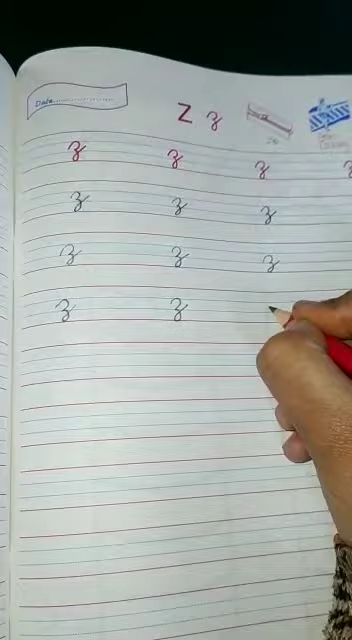 Date....................
Z z
z z z z
z z z
z z z
z z